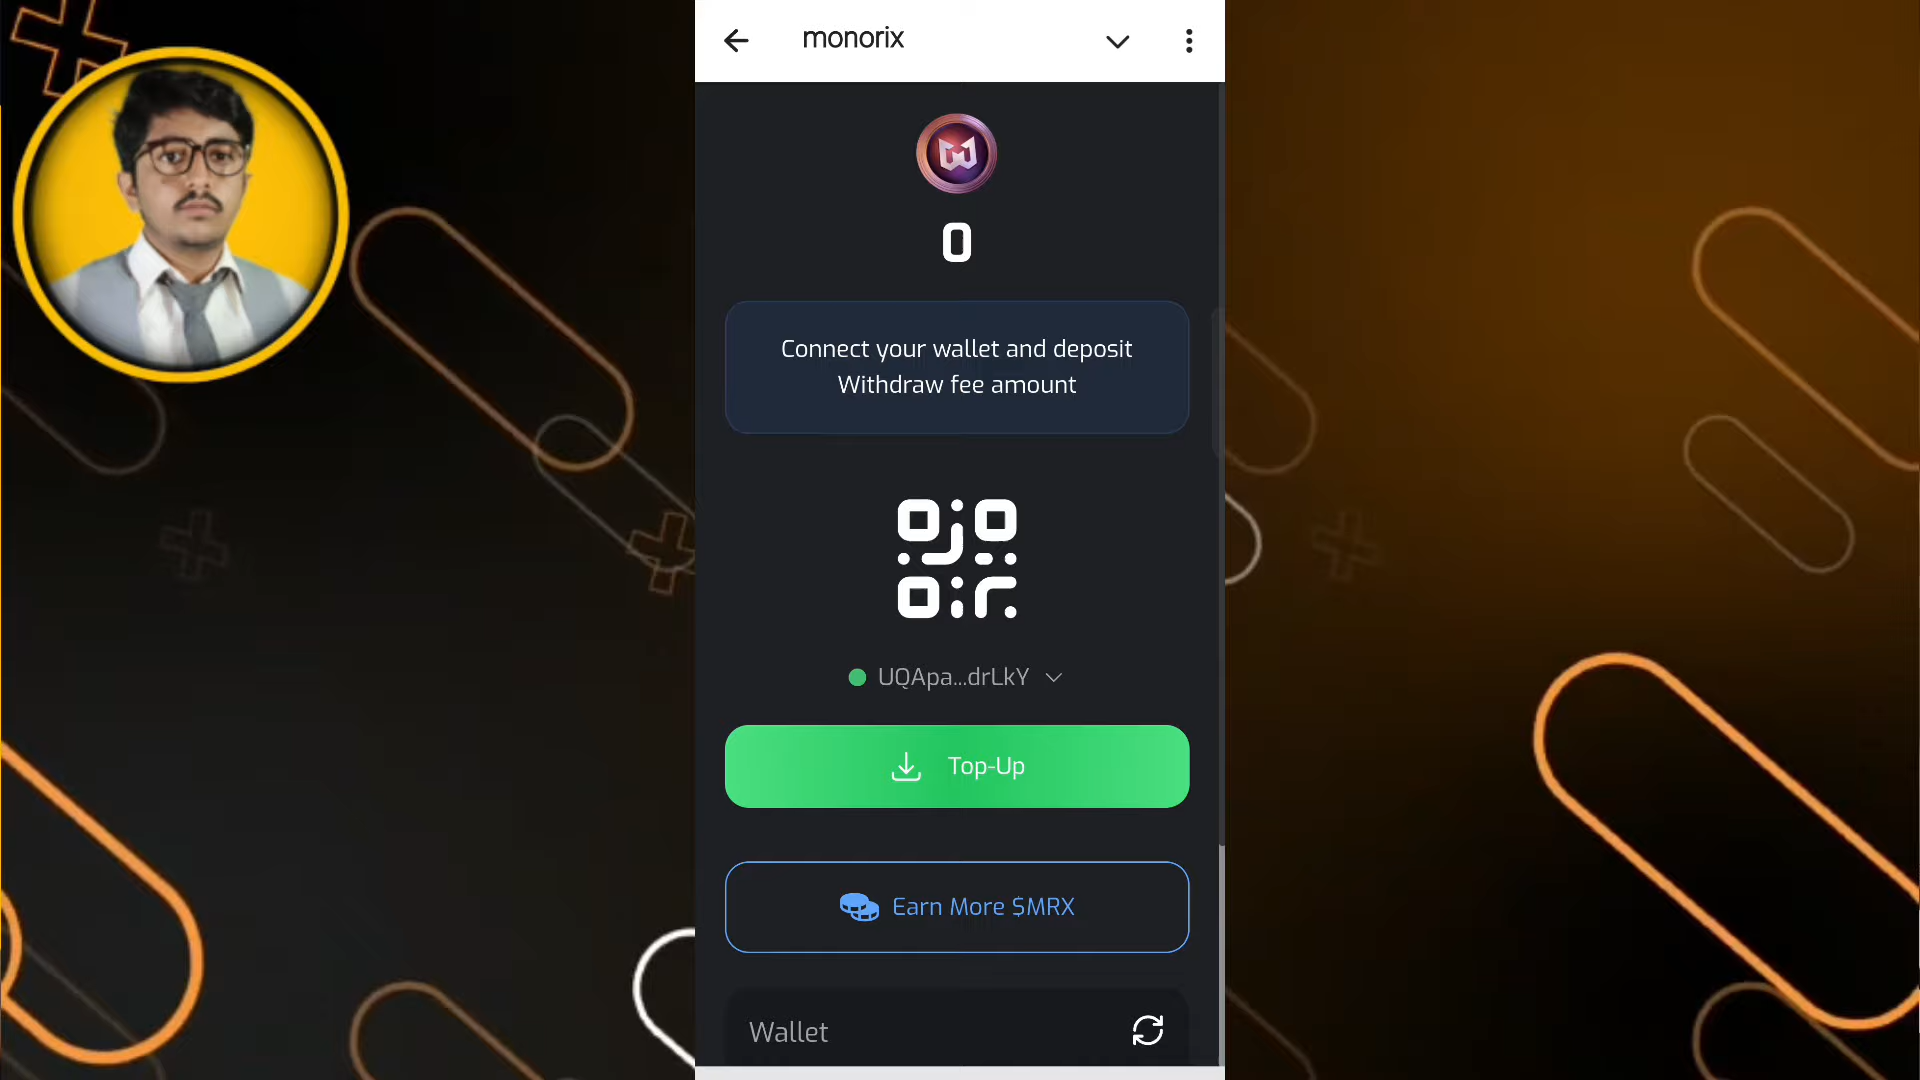 monorix
0
Connect your wallet and deposit
Withdraw fee amount
UQApa...drLkY
Top-Up
Earn More $MRX
Wallet